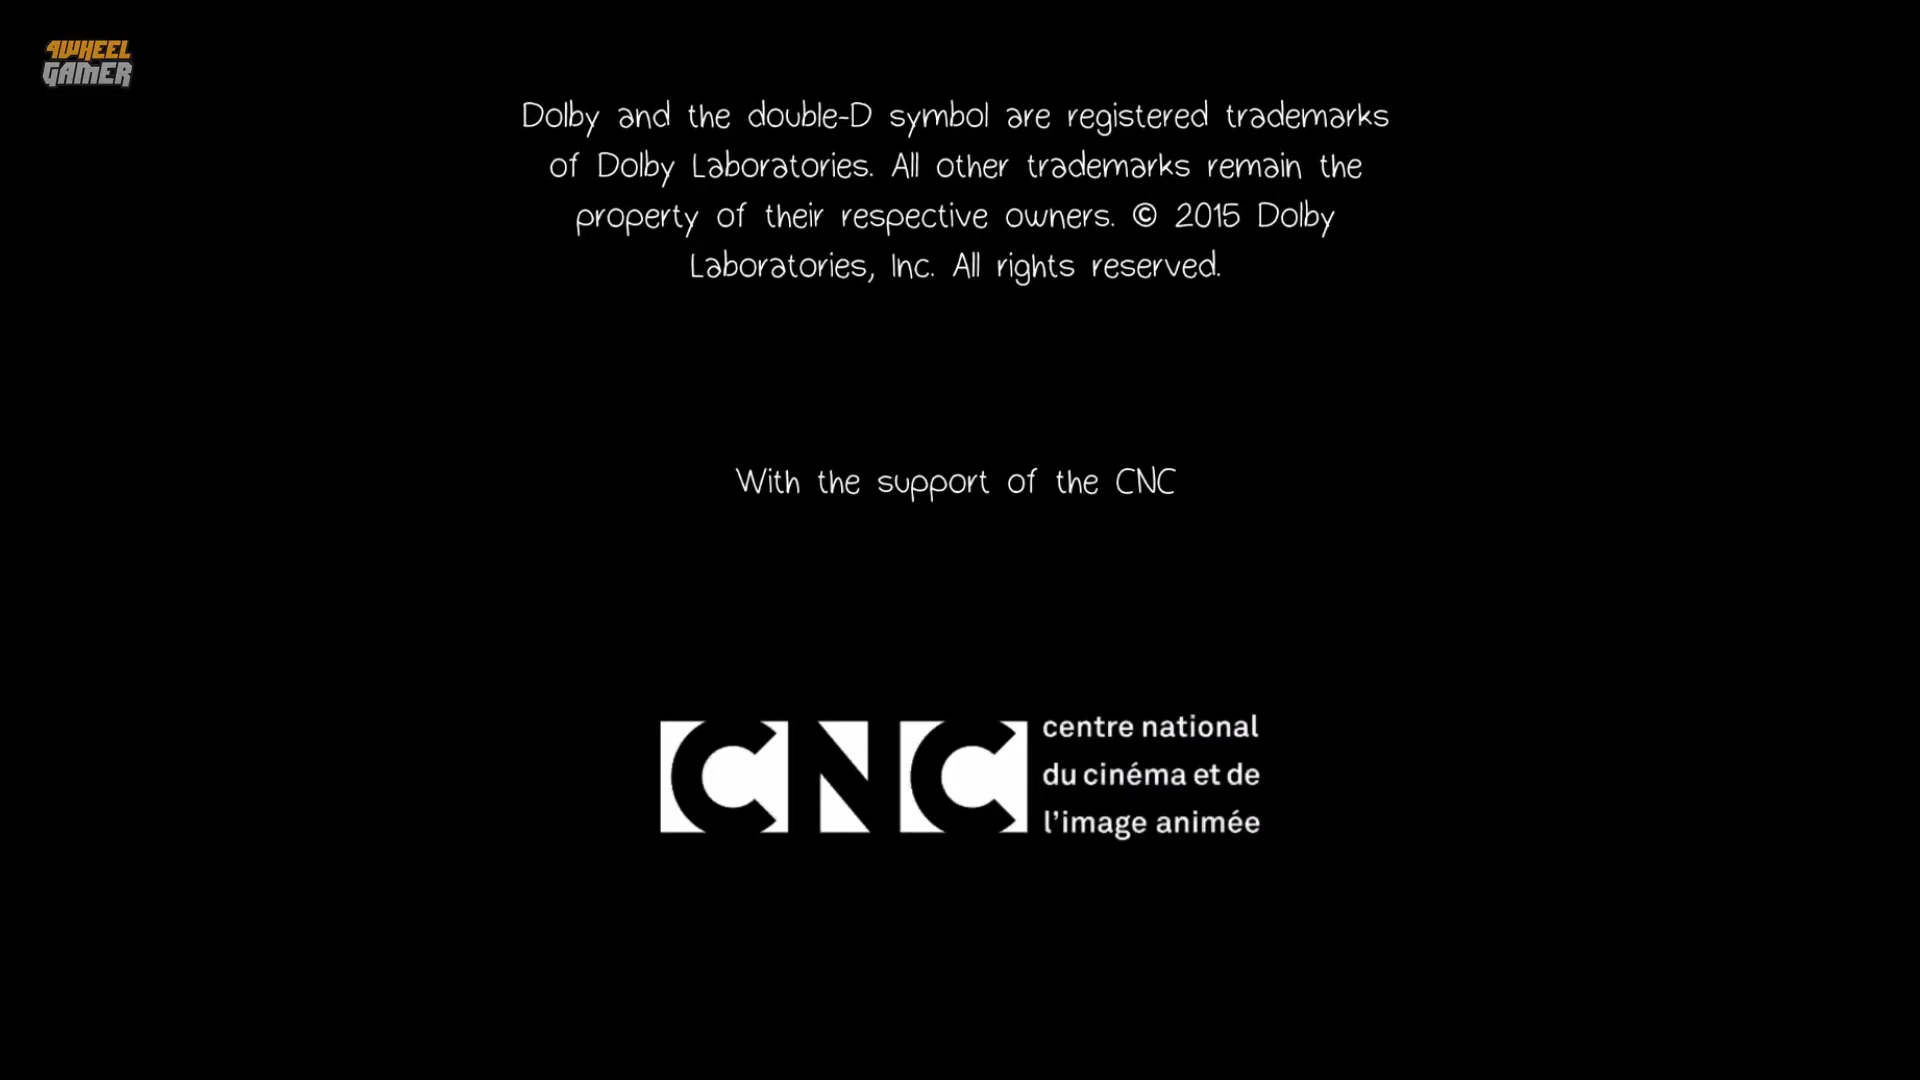 4WHEEL
GAMER
Dolby and the double-D symbol are registered trademarks
of Dolby Laboratories. All other trademarks remain the
property of their respective owners. © 2015 Dolby
Laboratories, Inc. All rights reserved.
With the support of the CNC
CNC
centre national
du cinéma et de
l'image animée